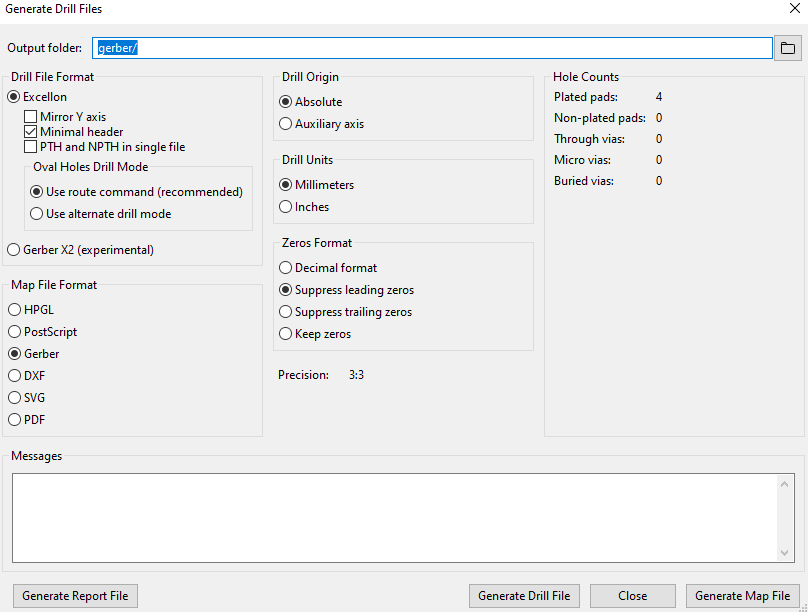 Generate Drill Files
Output folder: gerber/
Drill File Format
Excellon
Mirror Y axis
Minimal header
PTH and NPTH in single file
Oval Holes Drill Mode
Use route command (recommended)
Use alternate drill mode
Gerber X2 (experimental)
Map File Format
HPGL
PostScript
Gerber
DXF
SVG
PDF
Drill Origin
Absolute
Auxiliary axis
Drill Units
Millimeters
Inches
Zeros Format
Decimal format
Suppress leading zeros
Suppress trailing zeros
Keep zeros
Precision: 3:3
Hole Counts
Plated pads: 4
Non-plated pads: 0
Through vias: 0
Micro vias: 0
Buried vias: 0
Messages
Generate Report File
Generate Drill File
Close
Generate Map File